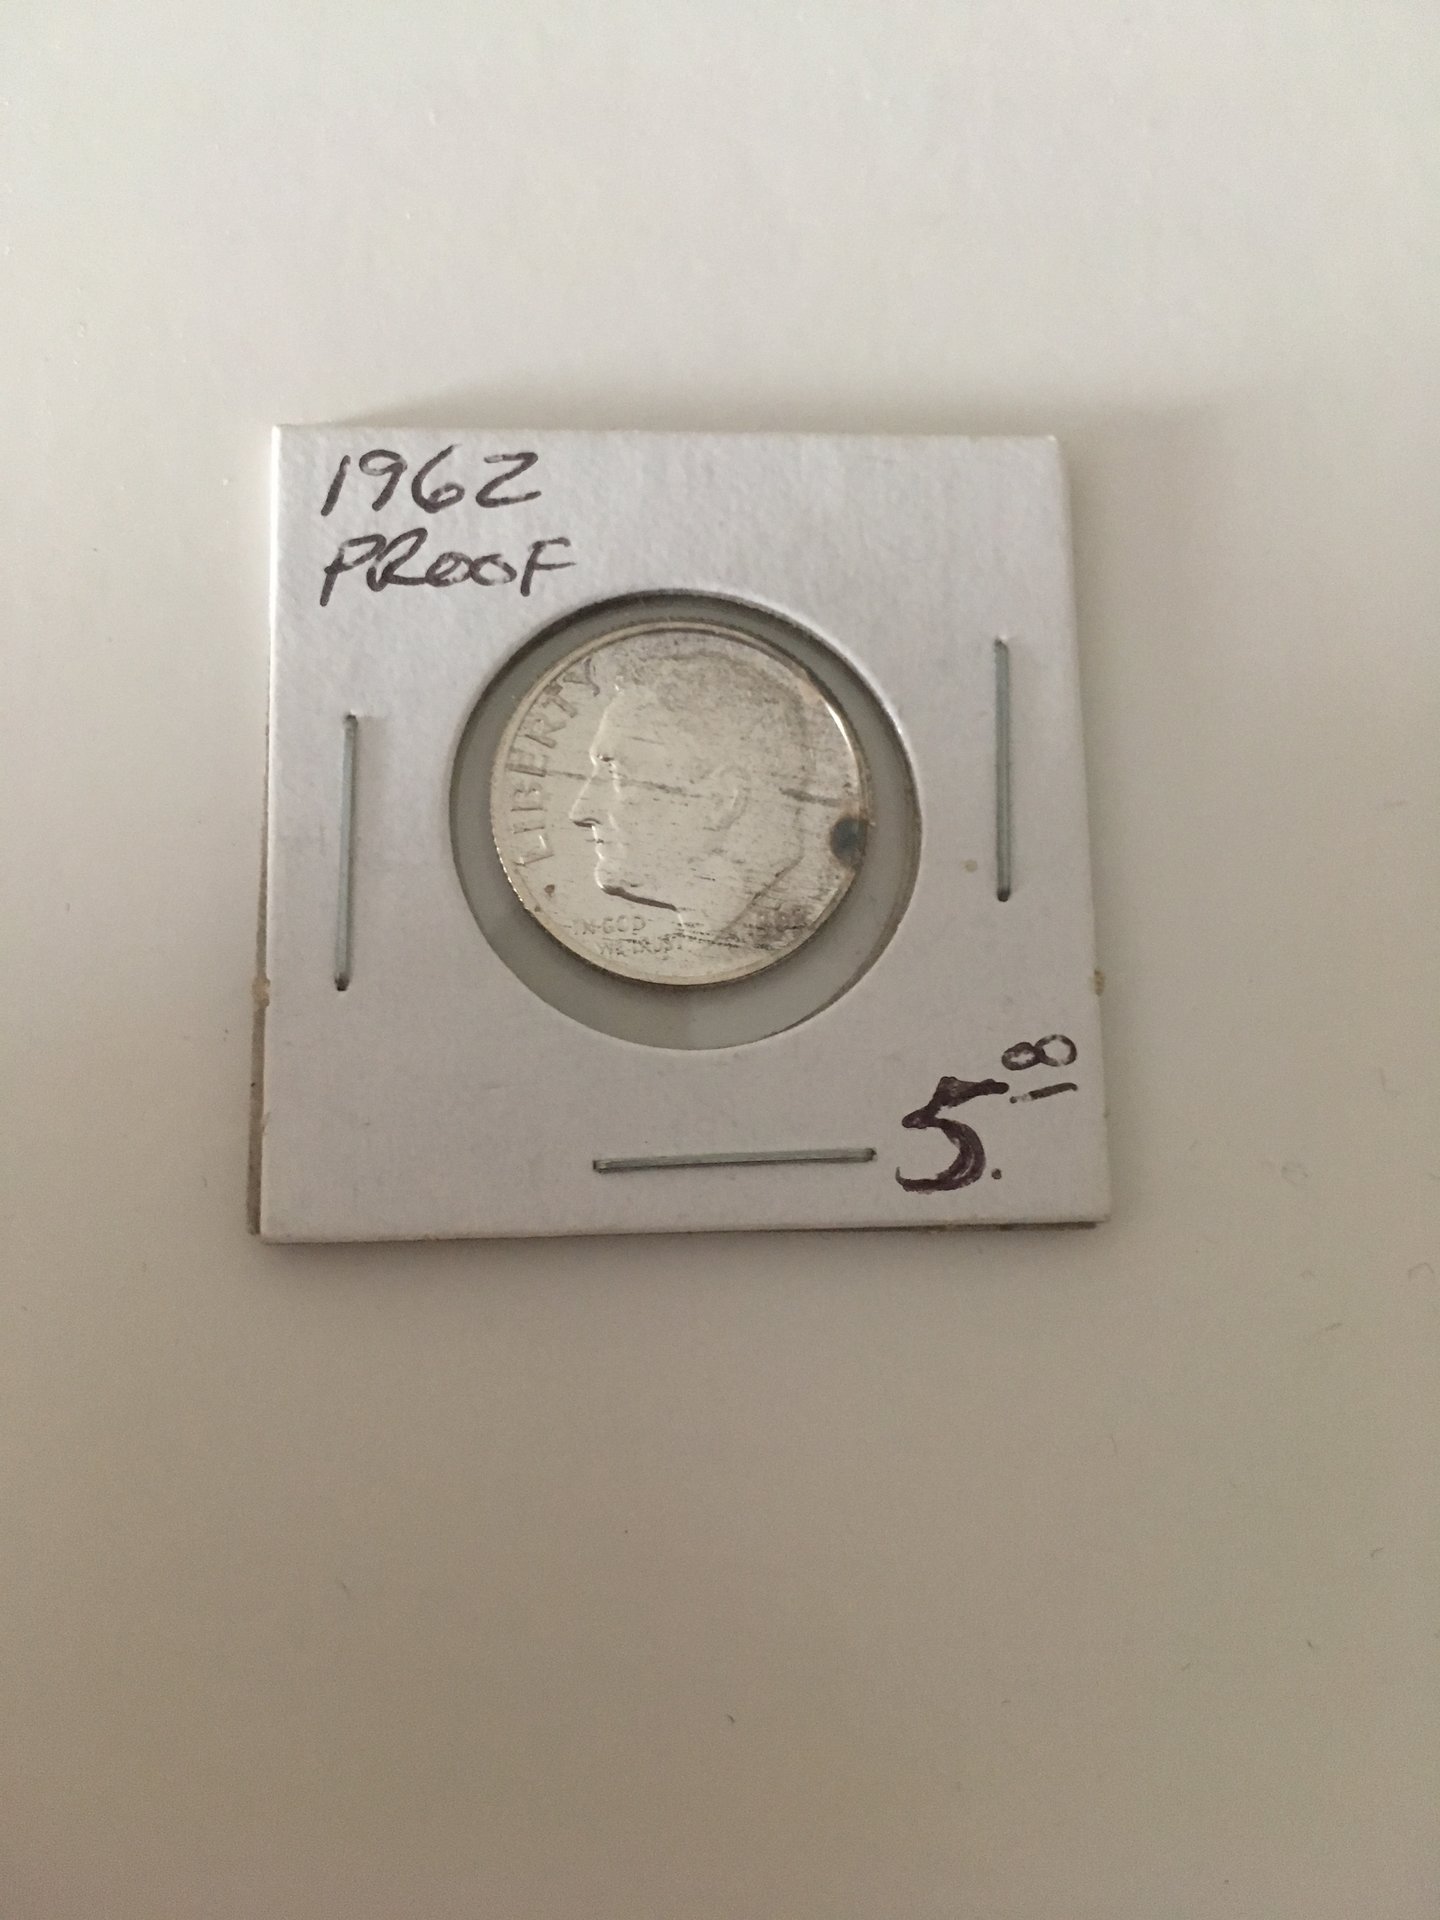 1962
PROOF
LIBERTY
IN GOD
WE TRUST
5.00